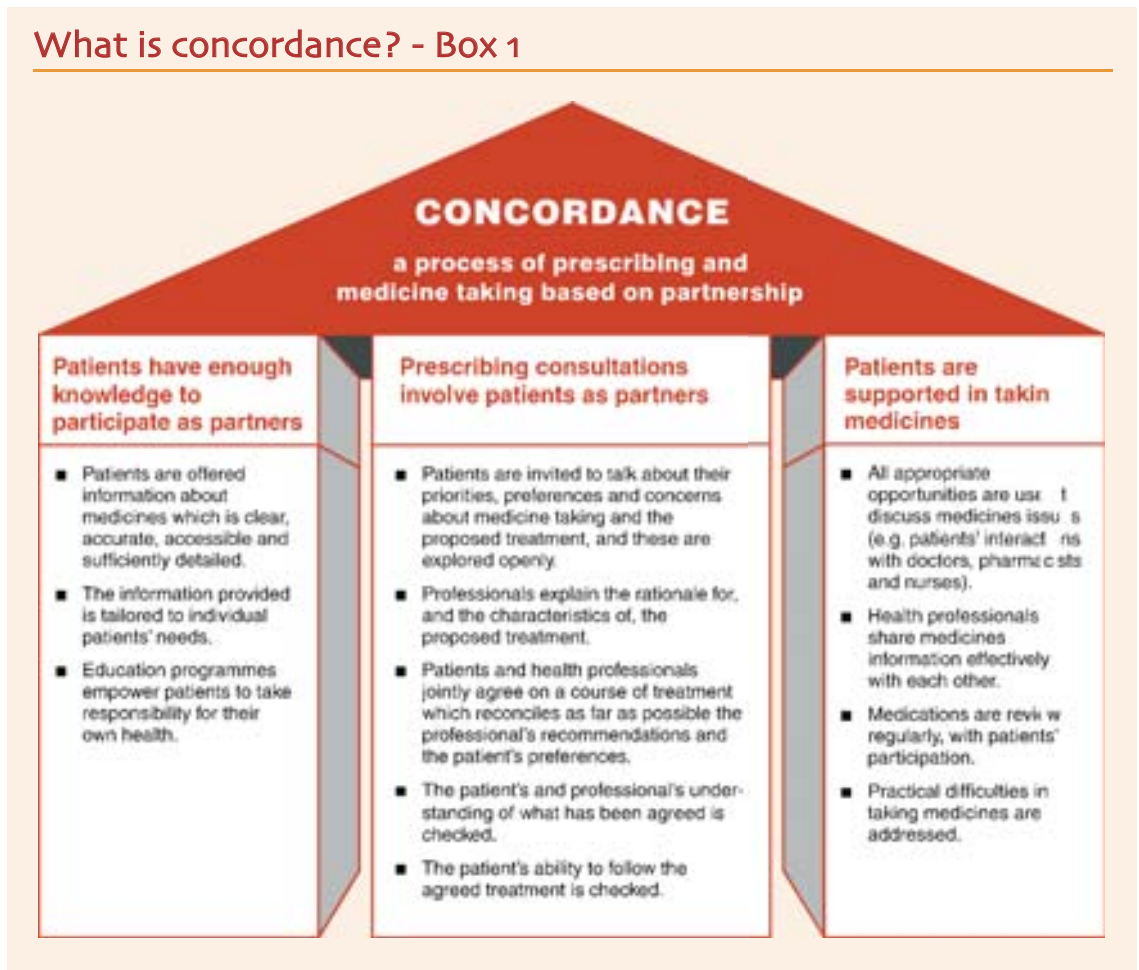 What is concordance? - Box 1
CONCORDANCE
a process of prescribing and
medicine taking based on partnership
Patients have enough
knowledge to
participate as partners
■ Patients are offered
information about
medicines which is clear,
accurate, accessible and
sufficiently detailed.
■ The information provided
is tailored to individual
patients' needs.
■ Education programmes
empower patients to take
responsibility for their
own health.
Prescribing consultations
involve patients as partners
■ Patients are invited to talk about their
priorities, preferences and concerns
about medicine taking and the
proposed treatment, and these are
explored openly.
■ Professionals explain the rationale for,
and the characteristics of, the
proposed treatment.
■ Patients and health professionals
jointly agree on a course of treatment
which reconciles as far as possible the
professional's recommendations and
the patient's preferences.
■ The patient's and professional's under-
standing of what has been agreed is
checked.
■ The patient's ability to follow the
agreed treatment is checked.
Patients are
supported in takin
medicines
■ All appropriate
opportunities are
discuss medicines
(e.g. patients'
with doctors,
and nurses).
■ Health professionals
share medicines
information effectively
with each other.
■ Medications are
regularly, with patients'
participation.
■ Practical difficulties in
taking medicines are
addressed.